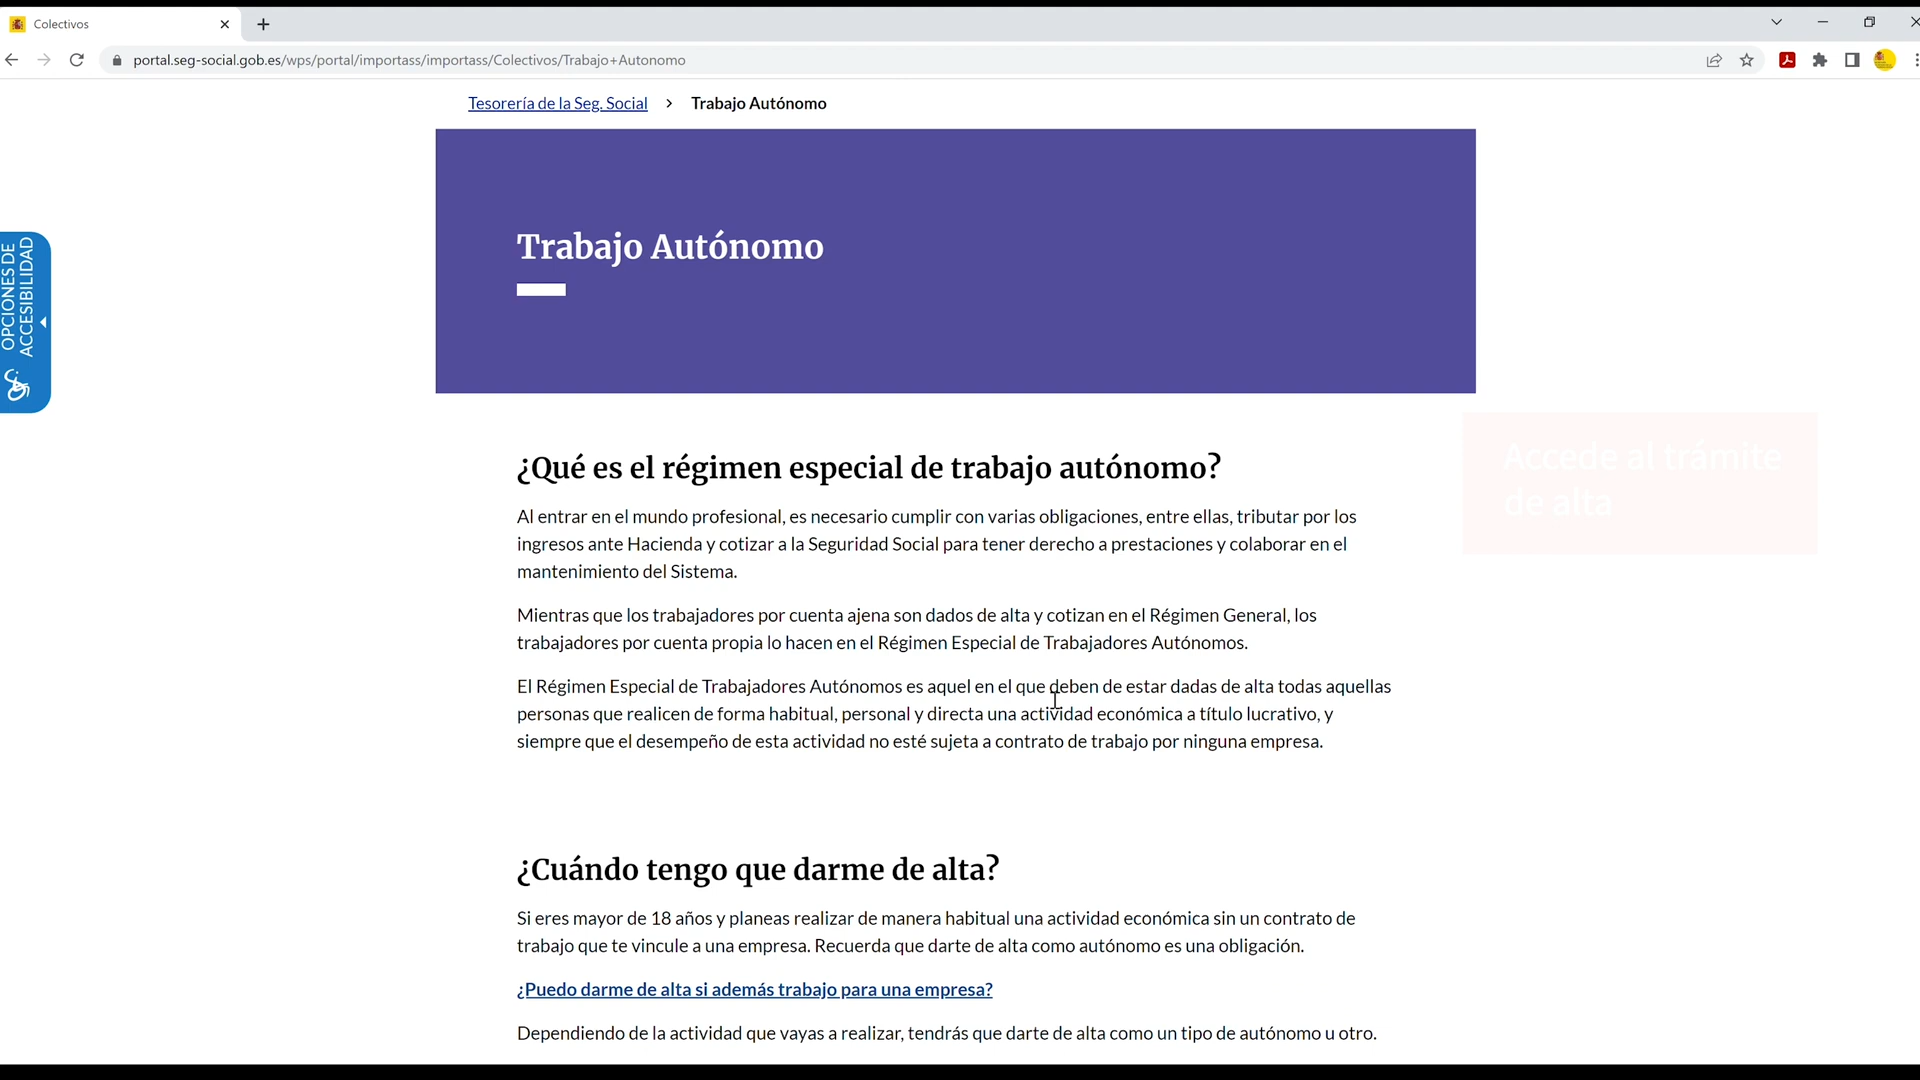 Colectivos
portal.seg-social.gob.es/wps/portal/importass/importass/Colectivos/Trabajo+Autonomo
Tesorería de la Seg. Social > Trabajo Autónomo
OPCIONES DE
ACCESIBILIDAD
Trabajo Autónomo
¿Qué es el régimen especial de trabajo autónomo?
Accede al trámite
de alta
Al entrar en el mundo profesional, es necesario cumplir con varias obligaciones, entre ellas, tributar por los
ingresos ante Hacienda y cotizar a la Seguridad Social para tener derecho a prestaciones y colaborar en el
mantenimiento del Sistema.
Mientras que los trabajadores por cuenta ajena son dados de alta y cotizan en el Régimen General, los
trabajadores por cuenta propia lo hacen en el Régimen Especial de Trabajadores Autónomos.
El Régimen Especial de Trabajadores Autónomos es aquel en el que deben de estar dadas de alta todas aquellas
personas que realicen de forma habitual, personal y directa una actividad económica a título lucrativo, y
siempre que el desempeño de esta actividad no esté sujeta a contrato de trabajo por ninguna empresa.
¿Cuándo tengo que darme de alta?
Si eres mayor de 18 años y planeas realizar de manera habitual una actividad económica sin un contrato de
trabajo que te vincule a una empresa. Recuerda que darte de alta como autónomo es una obligación.
¿Puedo darme de alta si además trabajo para una empresa?
Dependiendo de la actividad que vayas a realizar, tendrás que darte de alta como un tipo de autónomo u otro.